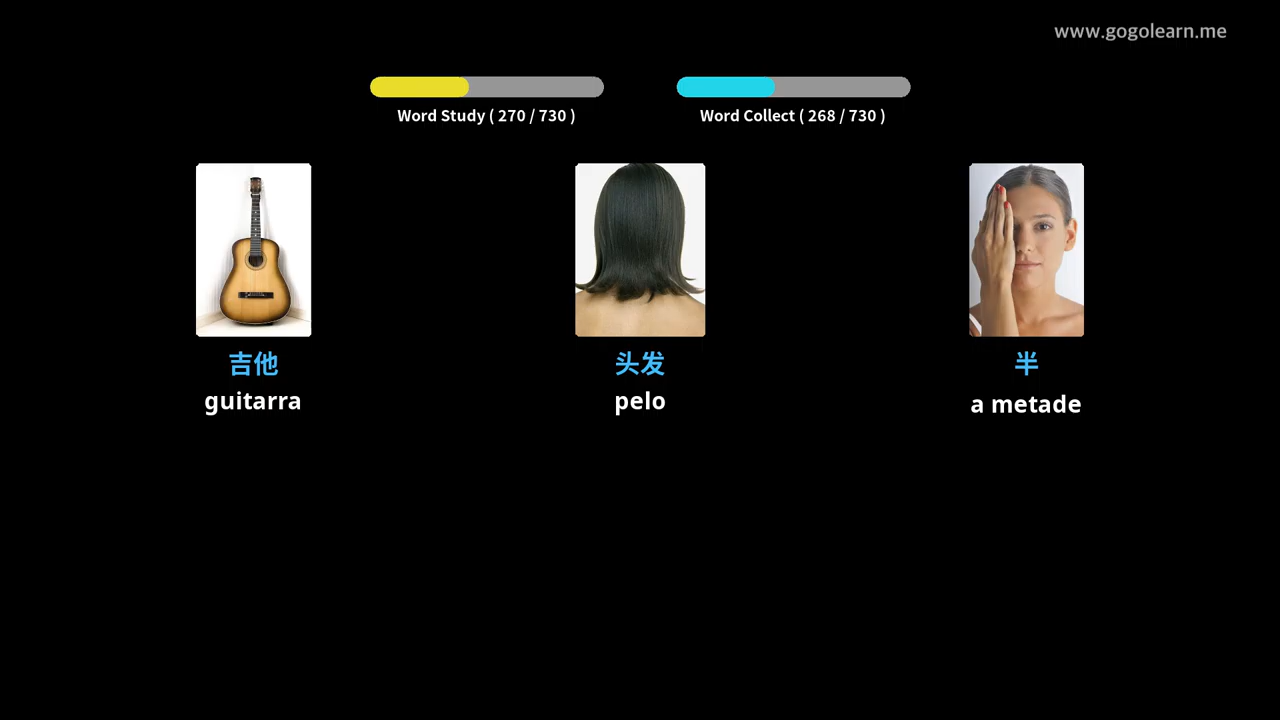 www.gogolearn.me
Word Study ( 270 / 730 )
Word Collect ( 268 / 730 )
吉他
头发
半
guitarra
pelo
a metade